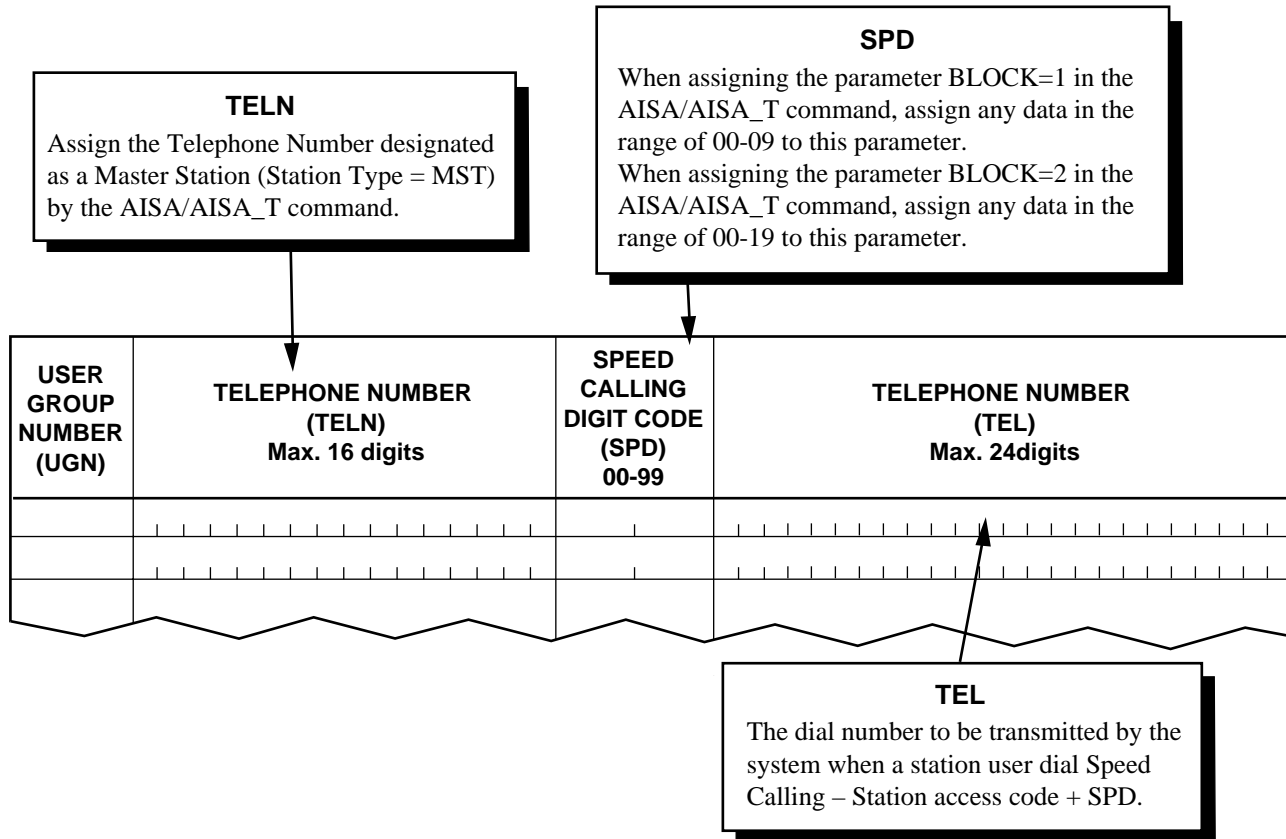 SPD
When assigning the parameter BLOCK=1 in the
AISA/AISA_T command, assign any data in the
range of 00-09 to this parameter.
When assigning the parameter BLOCK=2 in the
AISA/AISA_T command, assign any data in the
range of 00-19 to this parameter.
TELN
Assign the Telephone Number designated
as a Master Station (Station Type = MST)
by the AISA/AISA_T command.
USER
GROUP
NUMBER
(UGN)
TELEPHONE NUMBER
(TELN)
Max. 16 digits
SPEED
CALLING
DIGIT CODE
(SPD)
00-99
TELEPHONE NUMBER
(TEL)
Max. 24digits
TEL
The dial number to be transmitted by the
system when a station user dial Speed
Calling – Station access code + SPD.